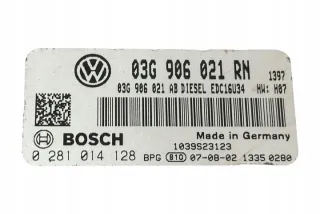 03G 906 021 RN 1397
03G 906 021 AB DIESEL EDC16U34 HW: H07
BOSCH Made in Germany
1039S23123
0 281 014 128 BPG 810 07-08-02 1335 0280